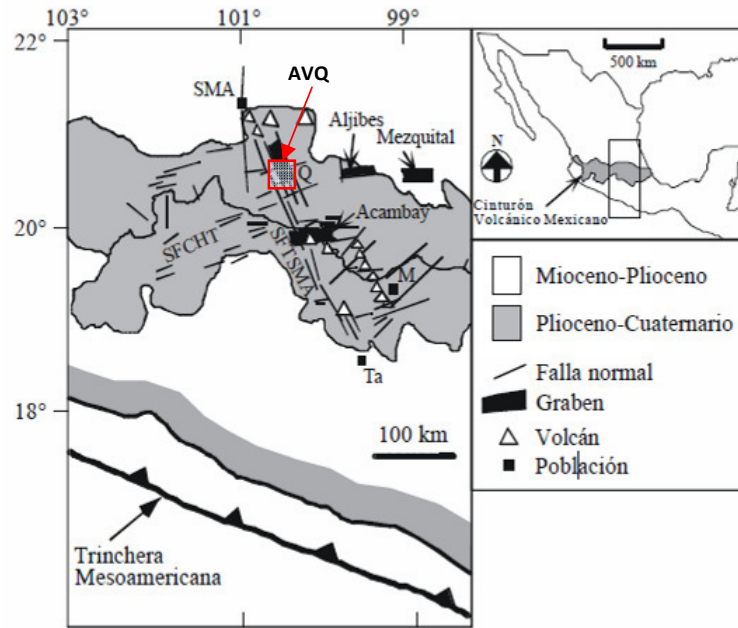 103°
101°
99°
22°
SMA
AVQ
Aljibes
Mezquital
Q
20°
Acambay
SFCHT
SFTSMA
M
Ta
18°
100 km
Trinchera
Mesoamericana
500 km
N
Cinturón
Volcánico Mexicano
Mioceno-Plioceno
Plioceno-Cuaternario
Falla normal
Graben
Volcán
Población